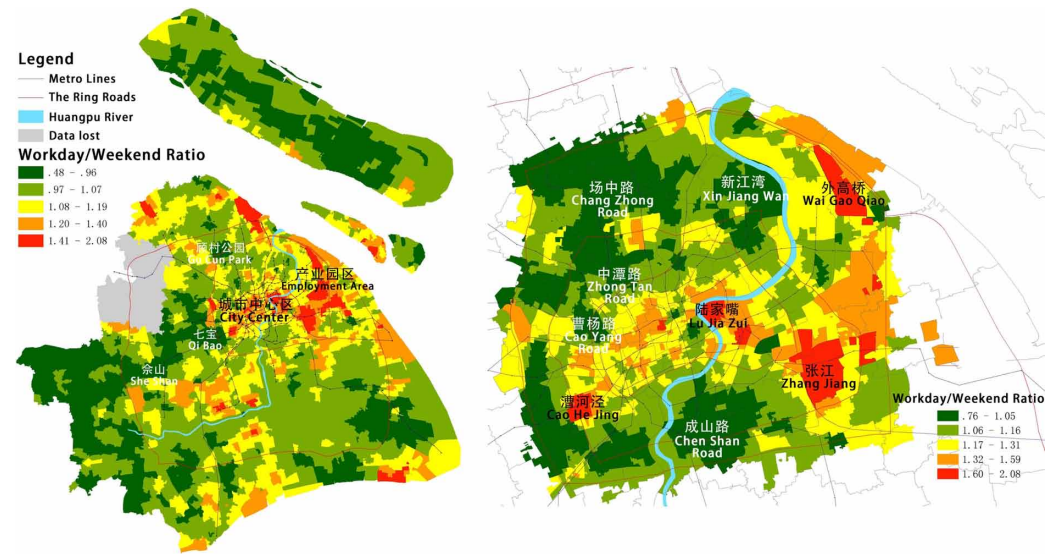 Legend
Metro Lines
The Ring Roads
Huangpu River
Data lost
Workday/Weekend Ratio
.48 - .96
.97 - 1.07
1.08 - 1.19
1.20 - 1.40
1.41 - 2.08
顾村公园
Gu Cun Park
产业园区
Employment Area
城市中心区
City Center
七宝
Qi Bao
佘山
She Shan
场中路
Chang Zhong
Road
新江湾
Xin Jiang Wan
外高桥
Wai Gao Qiao
中潭路
Zhong Tan
Road
陆家嘴
Lu Jia Zui
曹杨路
Cao Yang
Road
张江
Zhang Jiang
漕河泾
Cao He Jing
成山路
Chen Shan
Road
Workday/Weekend Ratio
.76 - 1.05
1.06 - 1.16
1.17 - 1.31
1.32 - 1.59
1.60 - 2.08